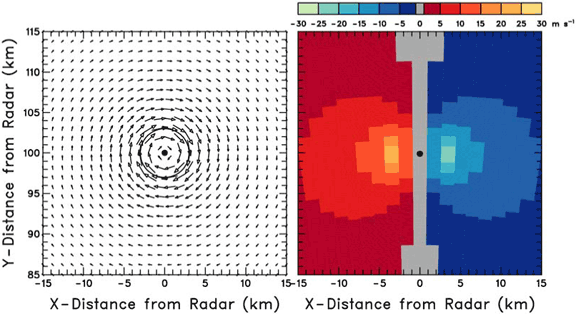 -30 -25 -20 -15 -10 -5 0 5 10 15 20 25 30 m s⁻¹
115
110
105
100
95
90
85
Y-Distance from Radar (km)
-15 -10 -5 0 5 10 15
-15 -10 -5 0 5 10 15
X-Distance from Radar (km)
X-Distance from Radar (km)